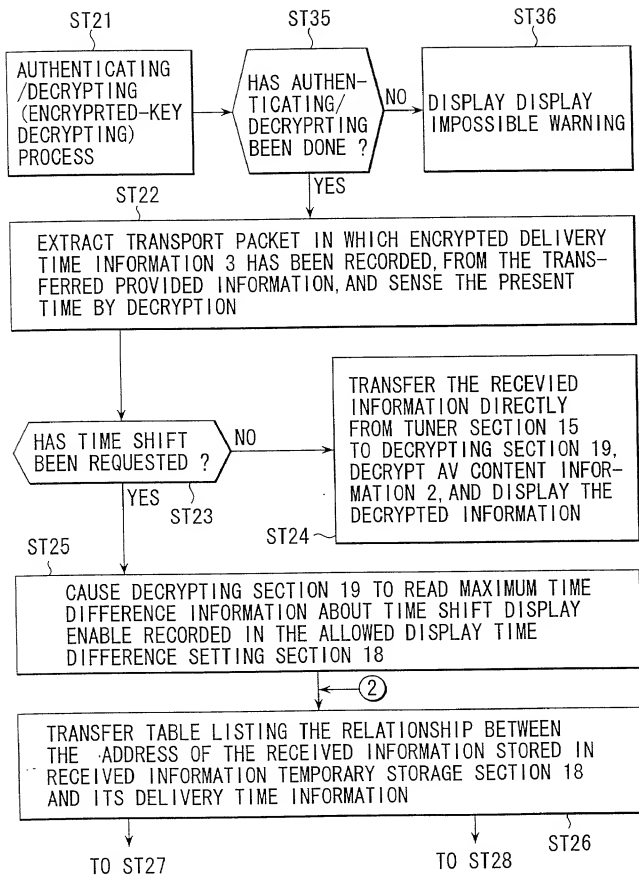 ST21
ST35
ST36
AUTHENTICATING
/DECRYPTING
(ENCRYPRTED-KEY
DECRYPTING)
PROCESS
HAS AUTHEN-
TICATING/
DECRYPRTING
BEEN DONE ?
NO
DISPLAY DISPLAY
IMPOSSIBLE WARNING
YES
ST22
EXTRACT TRANSPORT PACKET IN WHICH ENCRYPTED DELIVERY
TIME INFORMATION 3 HAS BEEN RECORDED, FROM THE TRANS-
FERRED PROVIDED INFORMATION, AND SENSE THE PRESENT
TIME BY DECRYPTION
HAS TIME SHIFT
BEEN REQUESTED ?
NO
YES
ST23
TRANSFER THE RECEVIED
INFORMATION DIRECTLY
FROM TUNER SECTION 15
TO DECRYPTING SECTION 19,
DECRYPT AV CONTENT INFOR-
MATION 2, AND DISPLAY THE
DECRYPTED INFORMATION
ST24
ST25
CAUSE DECRYPTING SECTION 19 TO READ MAXIMUM TIME
DIFFERENCE INFORMATION ABOUT TIME SHIFT DISPLAY
ENABLE RECORDED IN THE ALLOWED DISPLAY TIME
DIFFERENCE SETTING SECTION 18
2
TRANSFER TABLE LISTING THE RELATIONSHIP BETWEEN
THE ADDRESS OF THE RECEIVED INFORMATION STORED IN
RECEIVED INFORMATION TEMPORARY STORAGE SECTION 18
AND ITS DELIVERY TIME INFORMATION
ST26
TO ST27
TO ST28